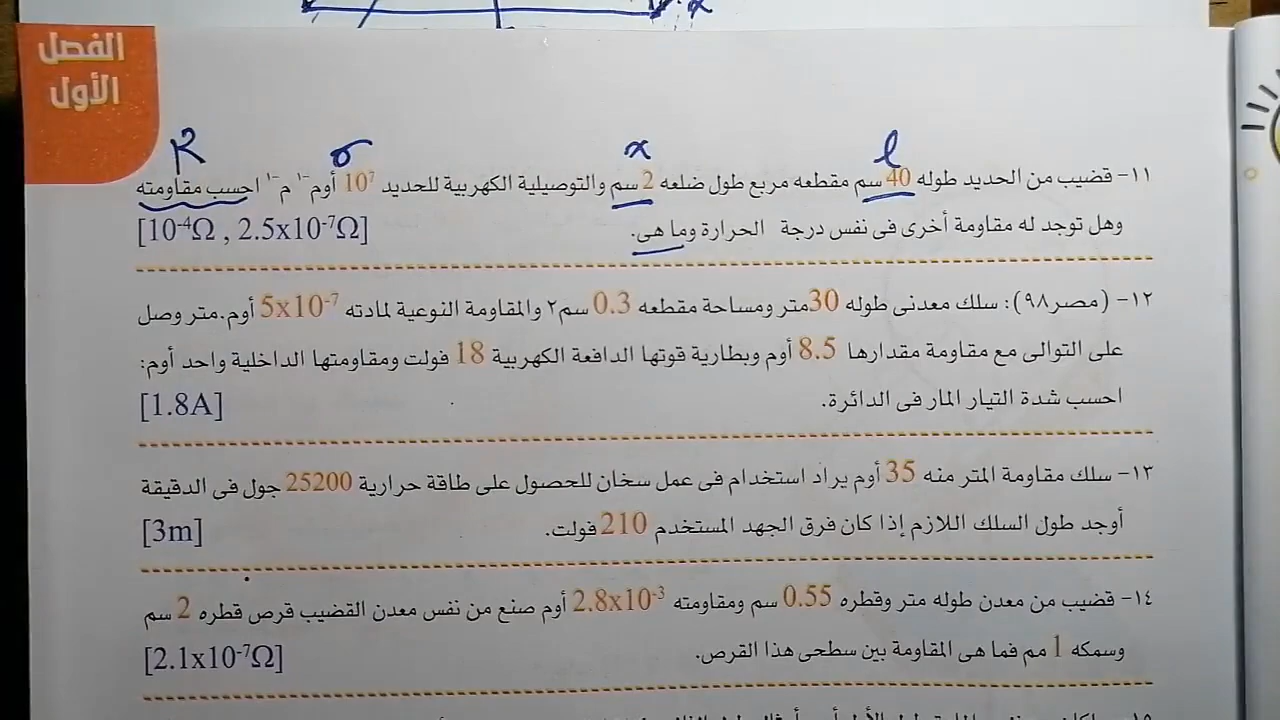 الفصل
الأول
R σ x l
١١- قضيب من الحديد طوله 40 سم مقطعه مربع طول ضلعه 2 سم والتوصيلية الكهربية للحديد 10⁷ أوم⁻¹ م⁻¹ احسب مقاومته
وهل توجد له مقاومة أخرى فى نفس درجة الحرارة وما هى. [10⁻⁴Ω , 2.5x10⁻⁷Ω]
١٢- (مصر٩٨): سلك معدنى طوله 30 متر ومساحة مقطعه 0.3 سم٢ والمقاومة النوعية لمادته 5x10⁻⁷ أوم.متر وصل
على التوالى مع مقاومة مقدارها 8.5 أوم وبطارية قوتها الدافعة الكهربية 18 فولت ومقاومتها الداخلية واحد أوم:
احسب شدة التيار المار فى الدائرة. [1.8A]
١٣- سلك مقاومة المتر منه 35 أوم يراد استخدام فى عمل سخان للحصول على طاقة حرارية 25200 جول فى الدقيقة
أوجد طول السلك اللازم إذا كان فرق الجهد المستخدم 210 فولت. [3m]
١٤- قضيب من معدن طوله متر وقطره 0.55 سم ومقاومته 2.8x10⁻³ أوم صنع من نفس معدن القضيب قرص قطره 2 سم
وسمكه 1 مم فما هى المقاومة بين سطحى هذا القرص. [2.1x10⁻⁷Ω]